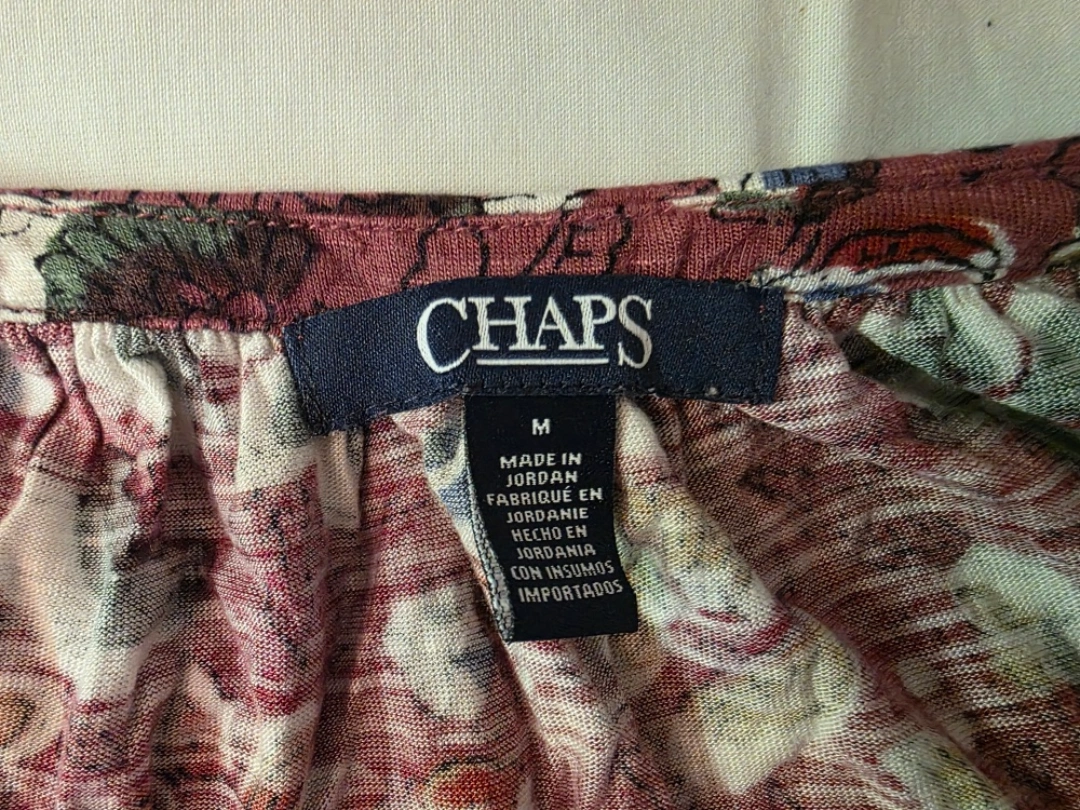 CHAPS
M
MADE IN
JORDAN
FABRIQUÉ EN
JORDANIE
HECHO EN
JORDANIA
CON INSUMOS
IMPORTADOS